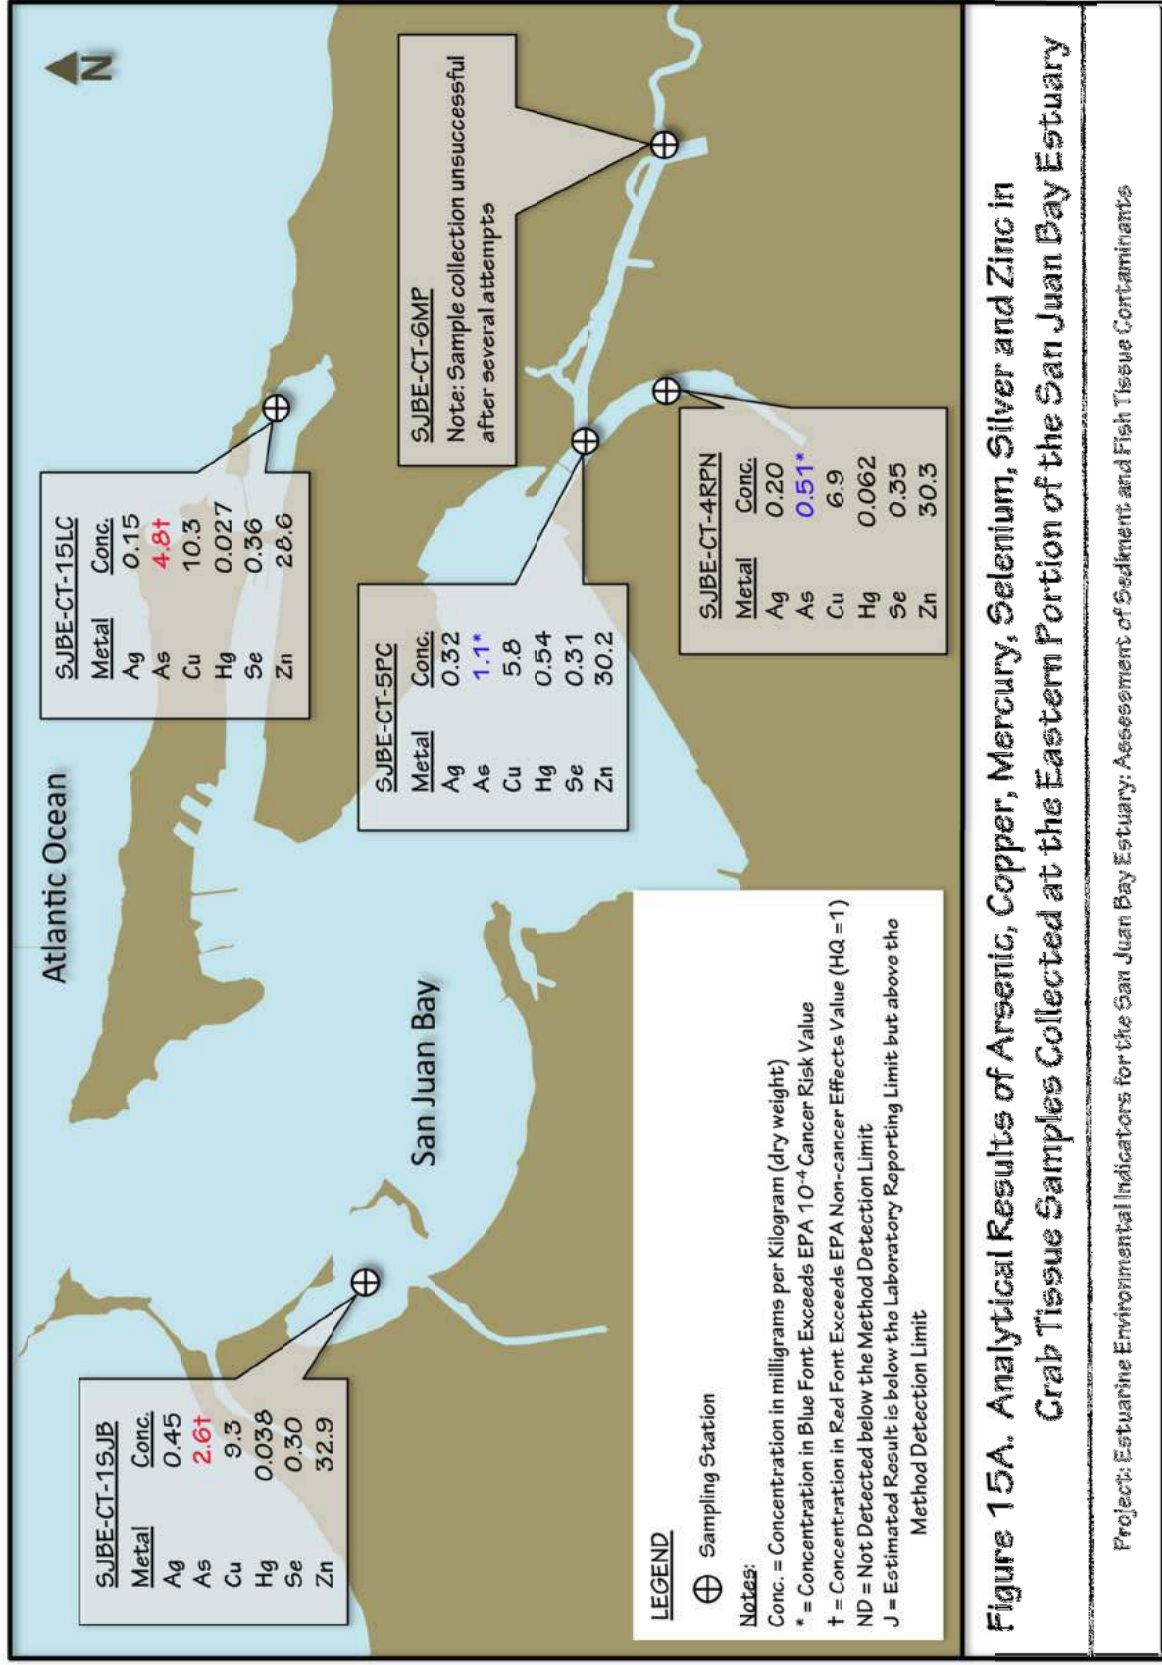 Atlantic Ocean
N
San Juan Bay
SJBE-CT-1SJB
Metal Conc.
Ag 0.45
As 2.6†
Cu 9.3
Hg 0.038
Se 0.30
Zn 32.9
SJBE-CT-15LC
Metal Conc.
Ag 0.15
As 4.8†
Cu 10.3
Hg 0.027
Se 0.36
Zn 28.6
SJBE-CT-5PC
Metal Conc.
Ag 0.32
As 1.1*
Cu 5.8
Hg 0.54
Se 0.31
Zn 30.2
SJBE-CT-6MP
Note: Sample collection unsuccessful
after several attempts
SJBE-CT-4RPN
Metal Conc.
Ag 0.20
As 0.51*
Cu 6.9
Hg 0.062
Se 0.35
Zn 30.3
LEGEND
Sampling Station
Notes:
Conc. = Concentration in milligrams per Kilogram (dry weight)
* = Concentration in Blue Font Exceeds EPA 10-4 Cancer Risk Value
† = Concentration in Red Font Exceeds EPA Non-cancer Effects Value (HQ =1)
ND = Not Detected below the Method Detection Limit
J = Estimated Result is below the Laboratory Reporting Limit but above the
Method Detection Limit
Figure 15A. Analytical Results of Arsenic, Copper, Mercury, Selenium, Silver and Zinc in
Crab Tissue Samples Collected at the Eastern Portion of the San Juan Bay Estuary
Project: Estuarine Environmental Indicators for the San Juan Bay Estuary: Assessment of Sediment and Fish Tissue Contaminants